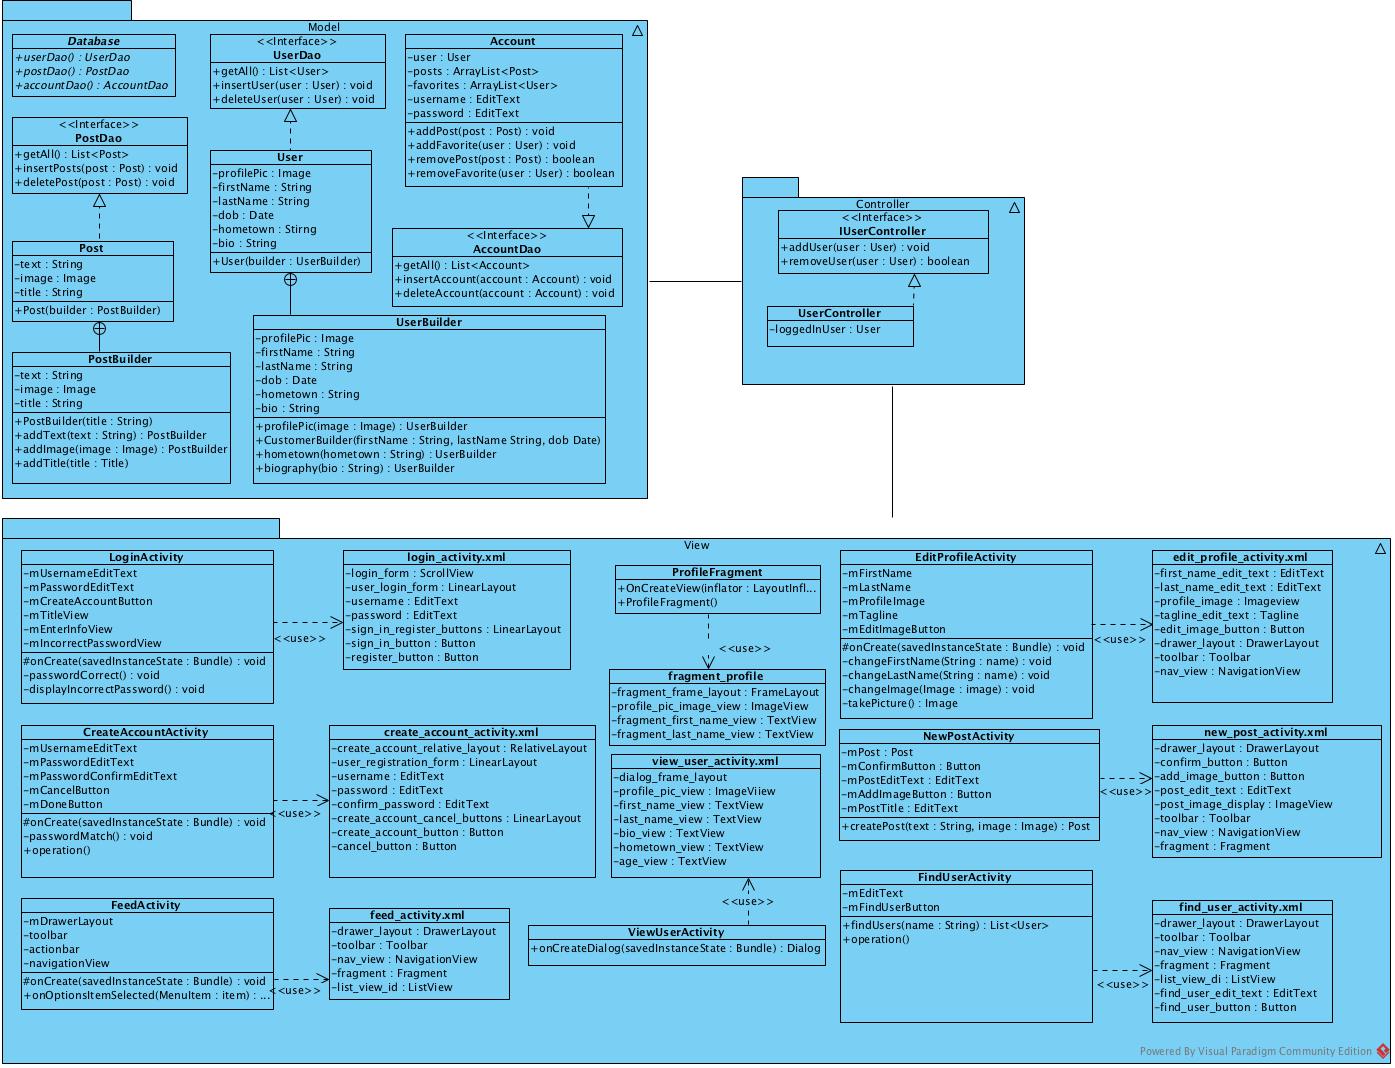 Model
Database
+userDao() : UserDao
+postDao() : PostDao
+accountDao() : AccountDao
<<Interface>>
UserDao
+getAll() : List<User>
+insertUser(user : User) : void
+deleteUser(user : User) : void
Account
-user : User
-posts : ArrayList<Post>
-favorites : ArrayList<User>
-username : EditText
-password : EditText
+addPost(post : Post) : void
+addFavorite(user : User) : void
+removePost(post : Post) : boolean
+removeFavorite(user : User) : boolean
<<Interface>>
PostDao
+getAll() : List<Post>
+insertPosts(post : Post) : void
+deletePost(post : Post) : void
User
-profilePic : Image
-firstName : String
-lastName : String
-dob : Date
-hometown : Stirng
-bio : String
+User(builder : UserBuilder)
<<Interface>>
AccountDao
+getAll() : List<Account>
+insertAccount(account : Account) : void
+deleteAccount(account : Account) : void
Post
-text : String
-image : Image
-title : String
+Post(builder : PostBuilder)
PostBuilder
-text : String
-image : Image
-title : String
+PostBuilder(title : String)
+addText(text : String) : PostBuilder
+addImage(image : Image) : PostBuilder
+addTitle(title : Title)
UserBuilder
-profilePic : Image
-firstName : String
-lastName : String
-dob : Date
-hometown : String
-bio : String
+profilePic(image : Image) : UserBuilder
+CustomerBuilder(firstName : String, lastName String, dob Date)
+hometown(hometown : String) : UserBuilder
+biography(bio : String) : UserBuilder
Controller
<<Interface>>
IUserController
+addUser(user : User) : void
+removeUser(user : User) : boolean
UserController
-loggedInUser : User
View
LoginActivity
-mUsernameEditText
-mPasswordEditText
-mCreateAccountButton
-mTitleView
-mEnterInfoView
-mIncorrectPasswordView
#onCreate(savedInstanceState : Bundle) : void
-passwordCorrect() : void
-displayIncorrectPassword() : void
<<use>>
login_activity.xml
-login_form : ScrollView
-user_login_form : LinearLayout
-username : EditText
-password : EditText
-sign_in_register_buttons : LinearLayout
-sign_in_button : Button
-register_button : Button
ProfileFragment
+OnCreateView(inflator : LayoutInfl...
+ProfileFragment()
<<use>>
fragment_profile
-fragment_frame_layout : FrameLayout
-profile_pic_image_view : ImageView
-fragment_first_name_view : TextView
-fragment_last_name_view : TextView
EditProfileActivity
-mFirstName
-mLastName
-mProfileImage
-mTagline
-mEditImageButton
#onCreate(savedInstanceState : Bundle) : void
-changeFirstName(String : name) : void
-changeLastName(String : name) : void
-changeImage(Image : image) : void
-takePicture() : Image
<<use>>
edit_profile_activity.xml
-first_name_edit_text : EditText
-last_name_edit_text : EditText
-profile_image : Imageview
-tagline_edit_text : Tagline
-edit_image_button : Button
-drawer_layout : DrawerLayout
-toolbar : Toolbar
-nav_view : NavigationView
CreateAccountActivity
-mUsernameEditText
-mPasswordEditText
-mPasswordConfirmEditText
-mCancelButton
-mDoneButton
#onCreate(savedInstanceState : Bundle) : void
-passwordMatch() : void
+operation()
<<use>>
create_account_activity.xml
-create_account_relative_layout : RelativeLayout
-user_registration_form : LinearLayout
-username : EditText
-password : EditText
-confirm_password : EditText
-create_account_cancel_buttons : LinearLayout
-create_account_button : Button
-cancel_button : Button
view_user_activity.xml
-dialog_frame_layout
-profile_pic_view : ImageViiew
-first_name_view : TextView
-last_name_view : TextView
-bio_view : TextView
-hometown_view : TextView
-age_view : TextView
<<use>>
ViewUserActivity
+onCreateDialog(savedInstanceState : Bundle) : Dialog
NewPostActivity
-mPost : Post
-mConfirmButton : Button
-mPostEditText : EditText
-mAddImageButton : Button
-mPostTitle : EditText
+createPost(text : String, image : Image) : Post
<<use>>
new_post_activity.xml
-drawer_layout : DrawerLayout
-confirm_button : Button
-add_image_button : Button
-post_edit_text : EditText
-post_image_display : ImageView
-toolbar : Toolbar
-nav_view : NavigationView
-fragment : Fragment
FeedActivity
-mDrawerLayout
-toolbar
-actionbar
-navigationView
#onCreate(savedInstanceState : Bundle) : void
+onOptionsItemSelected(MenuItem : item) : ...
<<use>>
feed_activity.xml
-drawer_layout : DrawerLayout
-toolbar : Toolbar
-nav_view : NavigationView
-fragment : Fragment
-list_view_id : ListView
FindUserActivity
-mEditText
-mFindUserButton
+findUsers(name : String) : List<User>
+operation()
<<use>>
find_user_activity.xml
-drawer_layout : DrawerLayout
-toolbar : Toolbar
-nav_view : NavigationView
-fragment : Fragment
-list_view_di : ListView
-find_user_edit_text : EditText
-find_user_button : Button
Powered By Visual Paradigm Community Edition